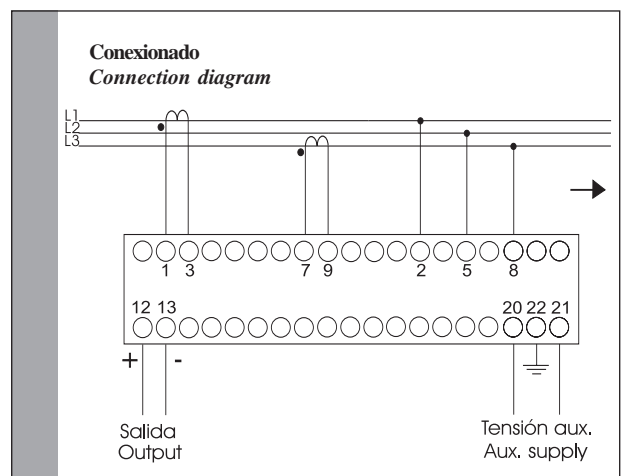 Conexionado
Connection diagram
L1
L2
L3
1 3 7 9 2 5 8
12 13 20 22 21
+ -
Salida
Output
Tensión aux.
Aux. supply